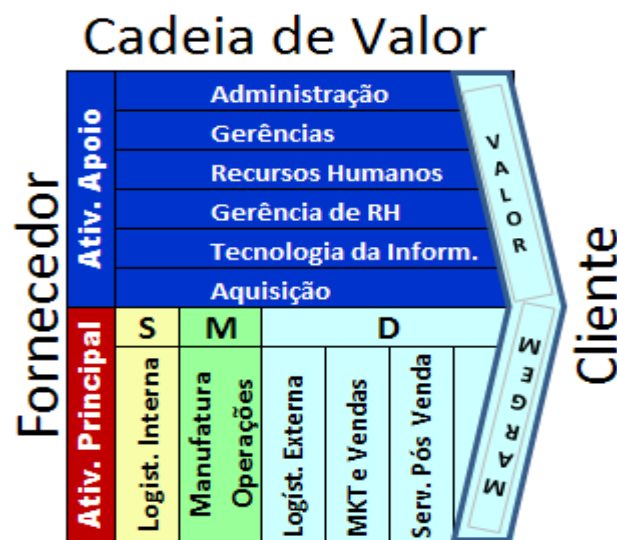 Cadeia de Valor
Fornecedor
Ativ. Apoio
Administração
Gerências
Recursos Humanos
Gerência de RH
Tecnologia da Inform.
Aquisição
VALOR
Cliente
Ativ. Principal
S
M
D
Logist. Interna
Manufatura
Operações
Logíst. Externa
MKT e Vendas
Serv. Pós Venda
MARGEM